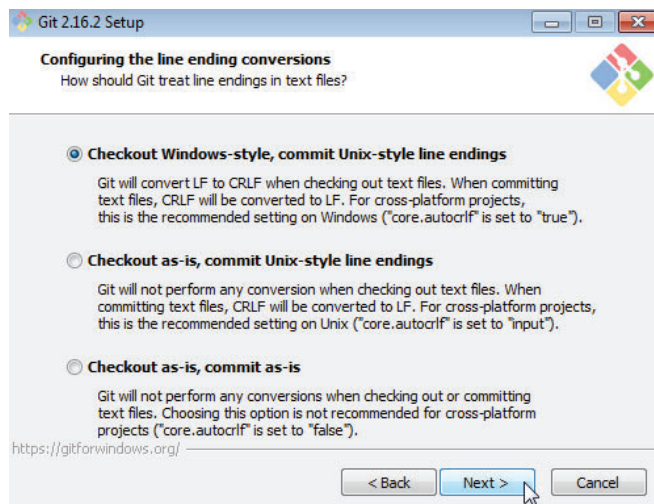 Git 2.16.2 Setup
Configuring the line ending conversions
How should Git treat line endings in text files?
Checkout Windows-style, commit Unix-style line endings
Git will convert LF to CRLF when checking out text files. When committing
text files, CRLF will be converted to LF. For cross-platform projects,
this is the recommended setting on Windows ("core.autocrlf" is set to "true").
Checkout as-is, commit Unix-style line endings
Git will not perform any conversion when checking out text files. When
committing text files, CRLF will be converted to LF. For cross-platform projects,
this is the recommended setting on Unix ("core.autocrlf" is set to "input").
Checkout as-is, commit as-is
Git will not perform any conversions when checking out or committing
text files. Choosing this option is not recommended for cross-platform
projects ("core.autocrlf" is set to "false").
https://gitforwindows.org/
< Back Next > Cancel